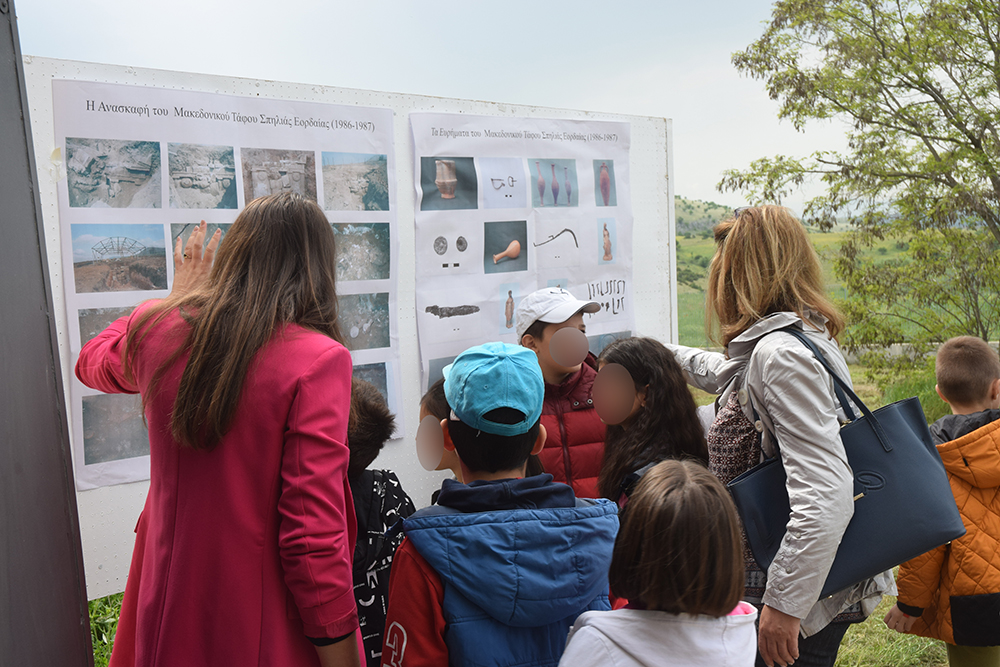 Η Ανασκαφή του Μακεδονικού Τάφου Σπηλιάς Εορδαίας (1986-1987)
Τα Ευρήματα του Μακεδονικού Τάφου Σπηλιάς Εορδαίας (1986-1987)